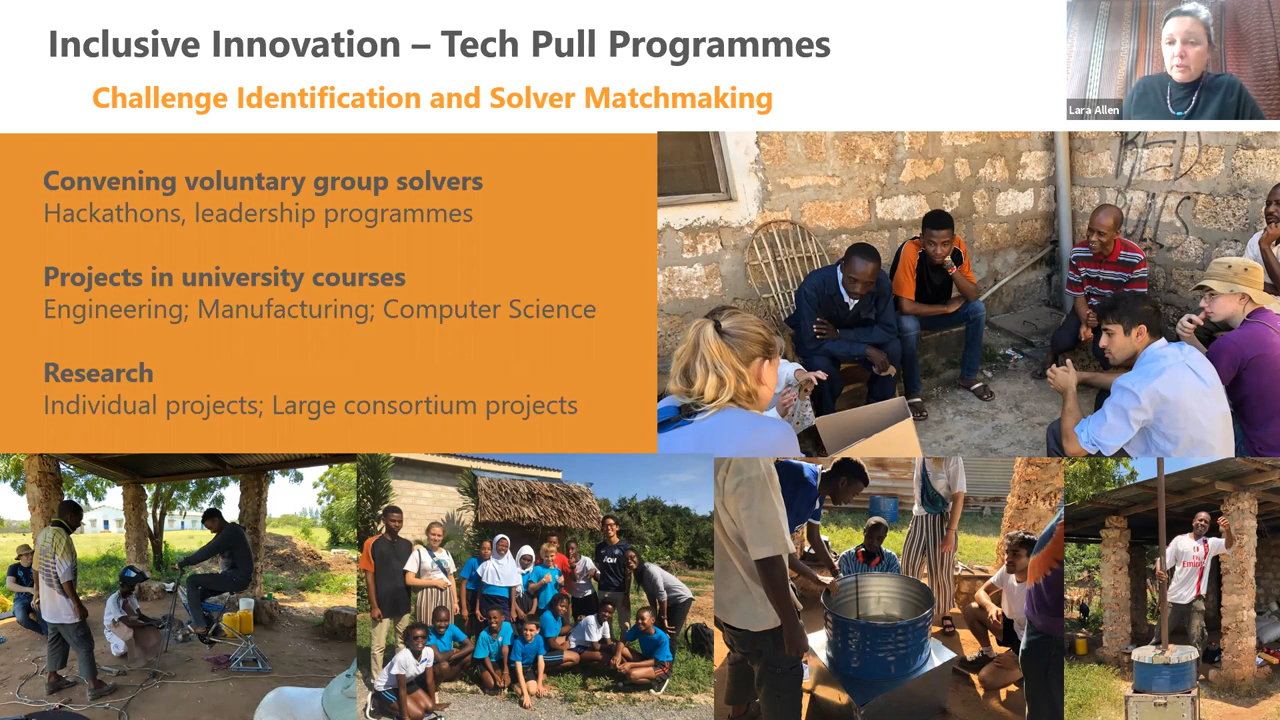 Inclusive Innovation – Tech Pull Programmes
Challenge Identification and Solver Matchmaking
Lara Allen
Convening voluntary group solvers
Hackathons, leadership programmes
Projects in university courses
Engineering; Manufacturing; Computer Science
Research
Individual projects; Large consortium projects